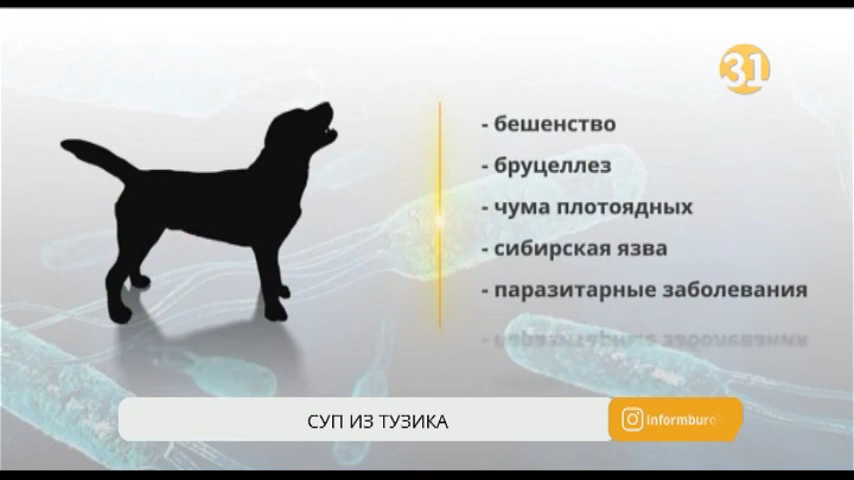 31
- бешенство
- бруцеллез
- чума плотоядных
- сибирская язва
- паразитарные заболевания
СУП ИЗ ТУЗИКА
informburo